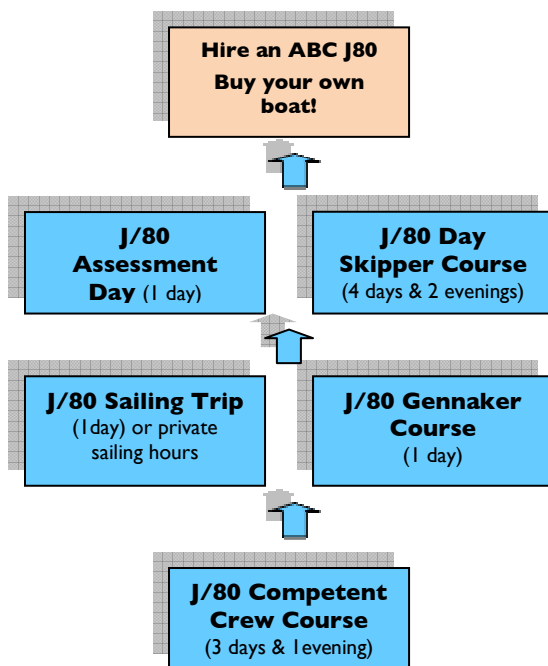 Hire an ABC J80
Buy your own
boat!
J/80
Assessment
Day (1 day)
J/80 Day
Skipper Course
(4 days & 2 evenings)
J/80 Sailing Trip
(1day) or private
sailing hours
J/80 Gennaker
Course
(1 day)
J/80 Competent
Crew Course
(3 days & 1evening)